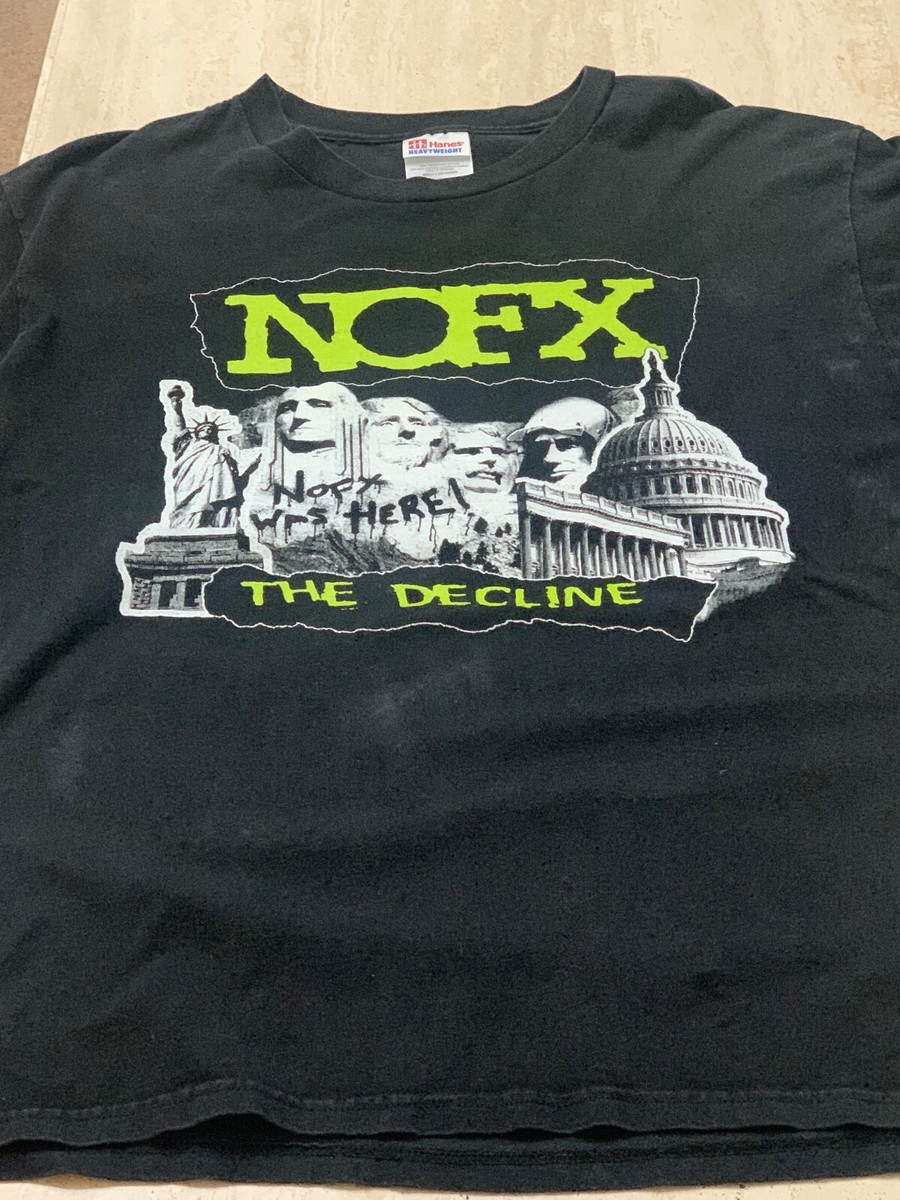 Hanes
HEAVYWEIGHT
NOFX
NOFX
WAS HERE!
THE DECLINE